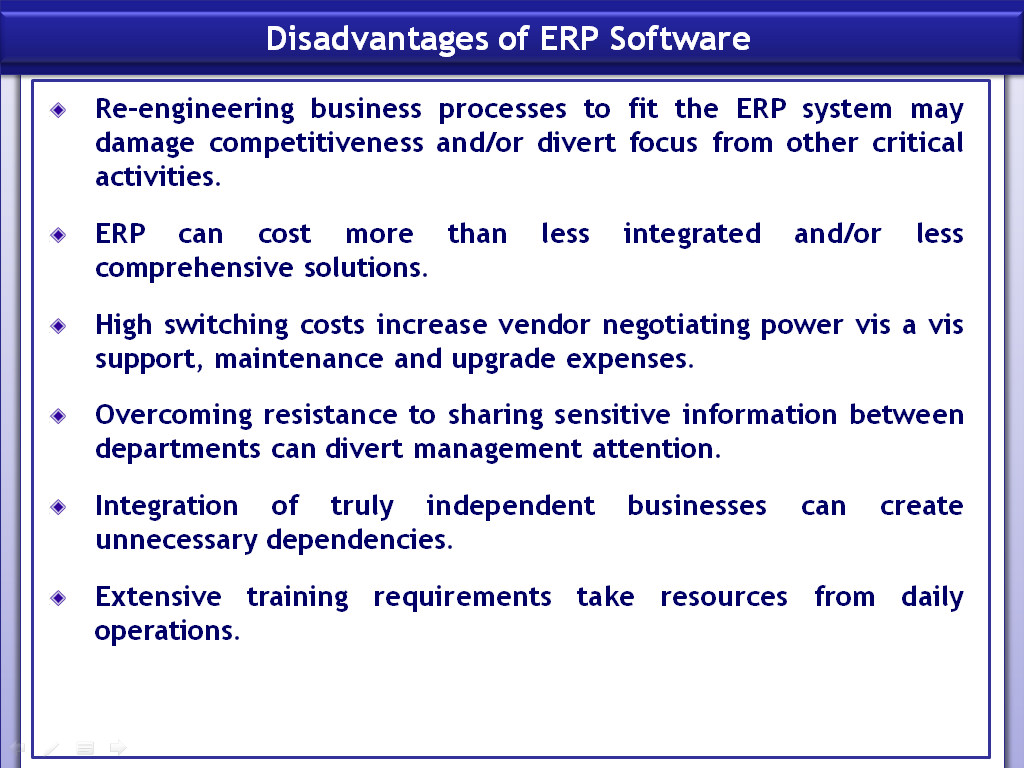 Disadvantages of ERP Software
Re-engineering business processes to fit the ERP system may
damage competitiveness and/or divert focus from other critical
activities.
ERP can cost more than less integrated and/or less
comprehensive solutions.
High switching costs increase vendor negotiating power vis a vis
support, maintenance and upgrade expenses.
Overcoming resistance to sharing sensitive information between
departments can divert management attention.
Integration of truly independent businesses can create
unnecessary dependencies.
Extensive training requirements take resources from daily
operations.